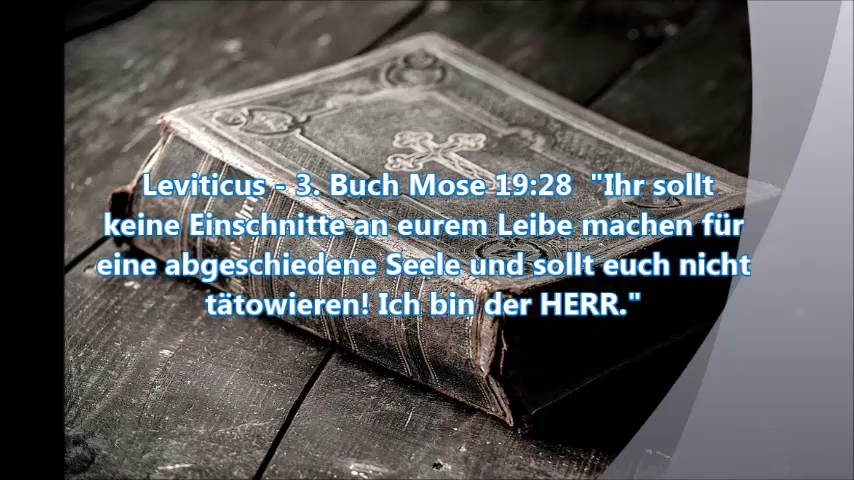 Leviticus - 3. Buch Mose 19:28 "Ihr sollt
keine Einschnitte an eurem Leibe machen für
eine abgeschiedene Seele und sollt euch nicht
tätowieren! Ich bin der HERR."